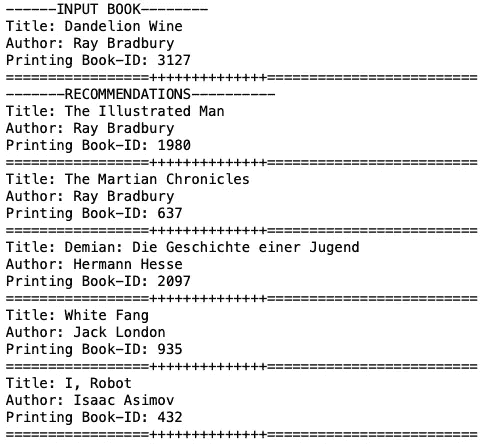 ------INPUT BOOK--------
Title: Dandelion Wine
Author: Ray Bradbury
Printing Book-ID: 3127
=================++++++++++++++=========================
-------RECOMMENDATIONS----------
Title: The Illustrated Man
Author: Ray Bradbury
Printing Book-ID: 1980
=================++++++++++++++=========================
Title: The Martian Chronicles
Author: Ray Bradbury
Printing Book-ID: 637
=================++++++++++++++=========================
Title: Demian: Die Geschichte einer Jugend
Author: Hermann Hesse
Printing Book-ID: 2097
=================++++++++++++++=========================
Title: White Fang
Author: Jack London
Printing Book-ID: 935
=================++++++++++++++=========================
Title: I, Robot
Author: Isaac Asimov
Printing Book-ID: 432
=================++++++++++++++=========================